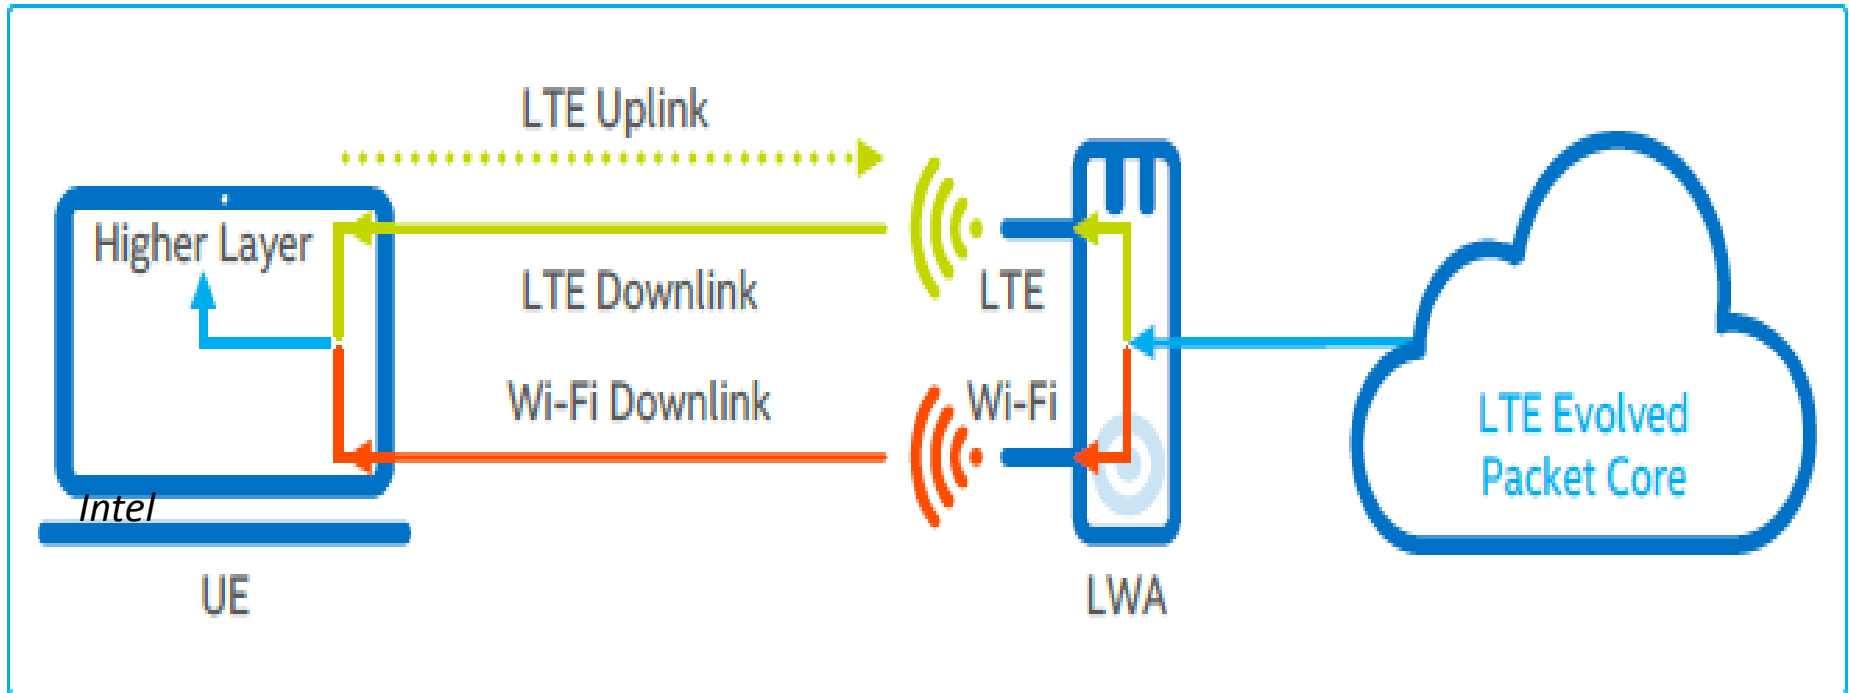 LTE Uplink
Higher Layer
LTE Downlink
LTE
Wi-Fi Downlink
Wi-Fi
LTE Evolved
Packet Core
Intel
UE
LWA